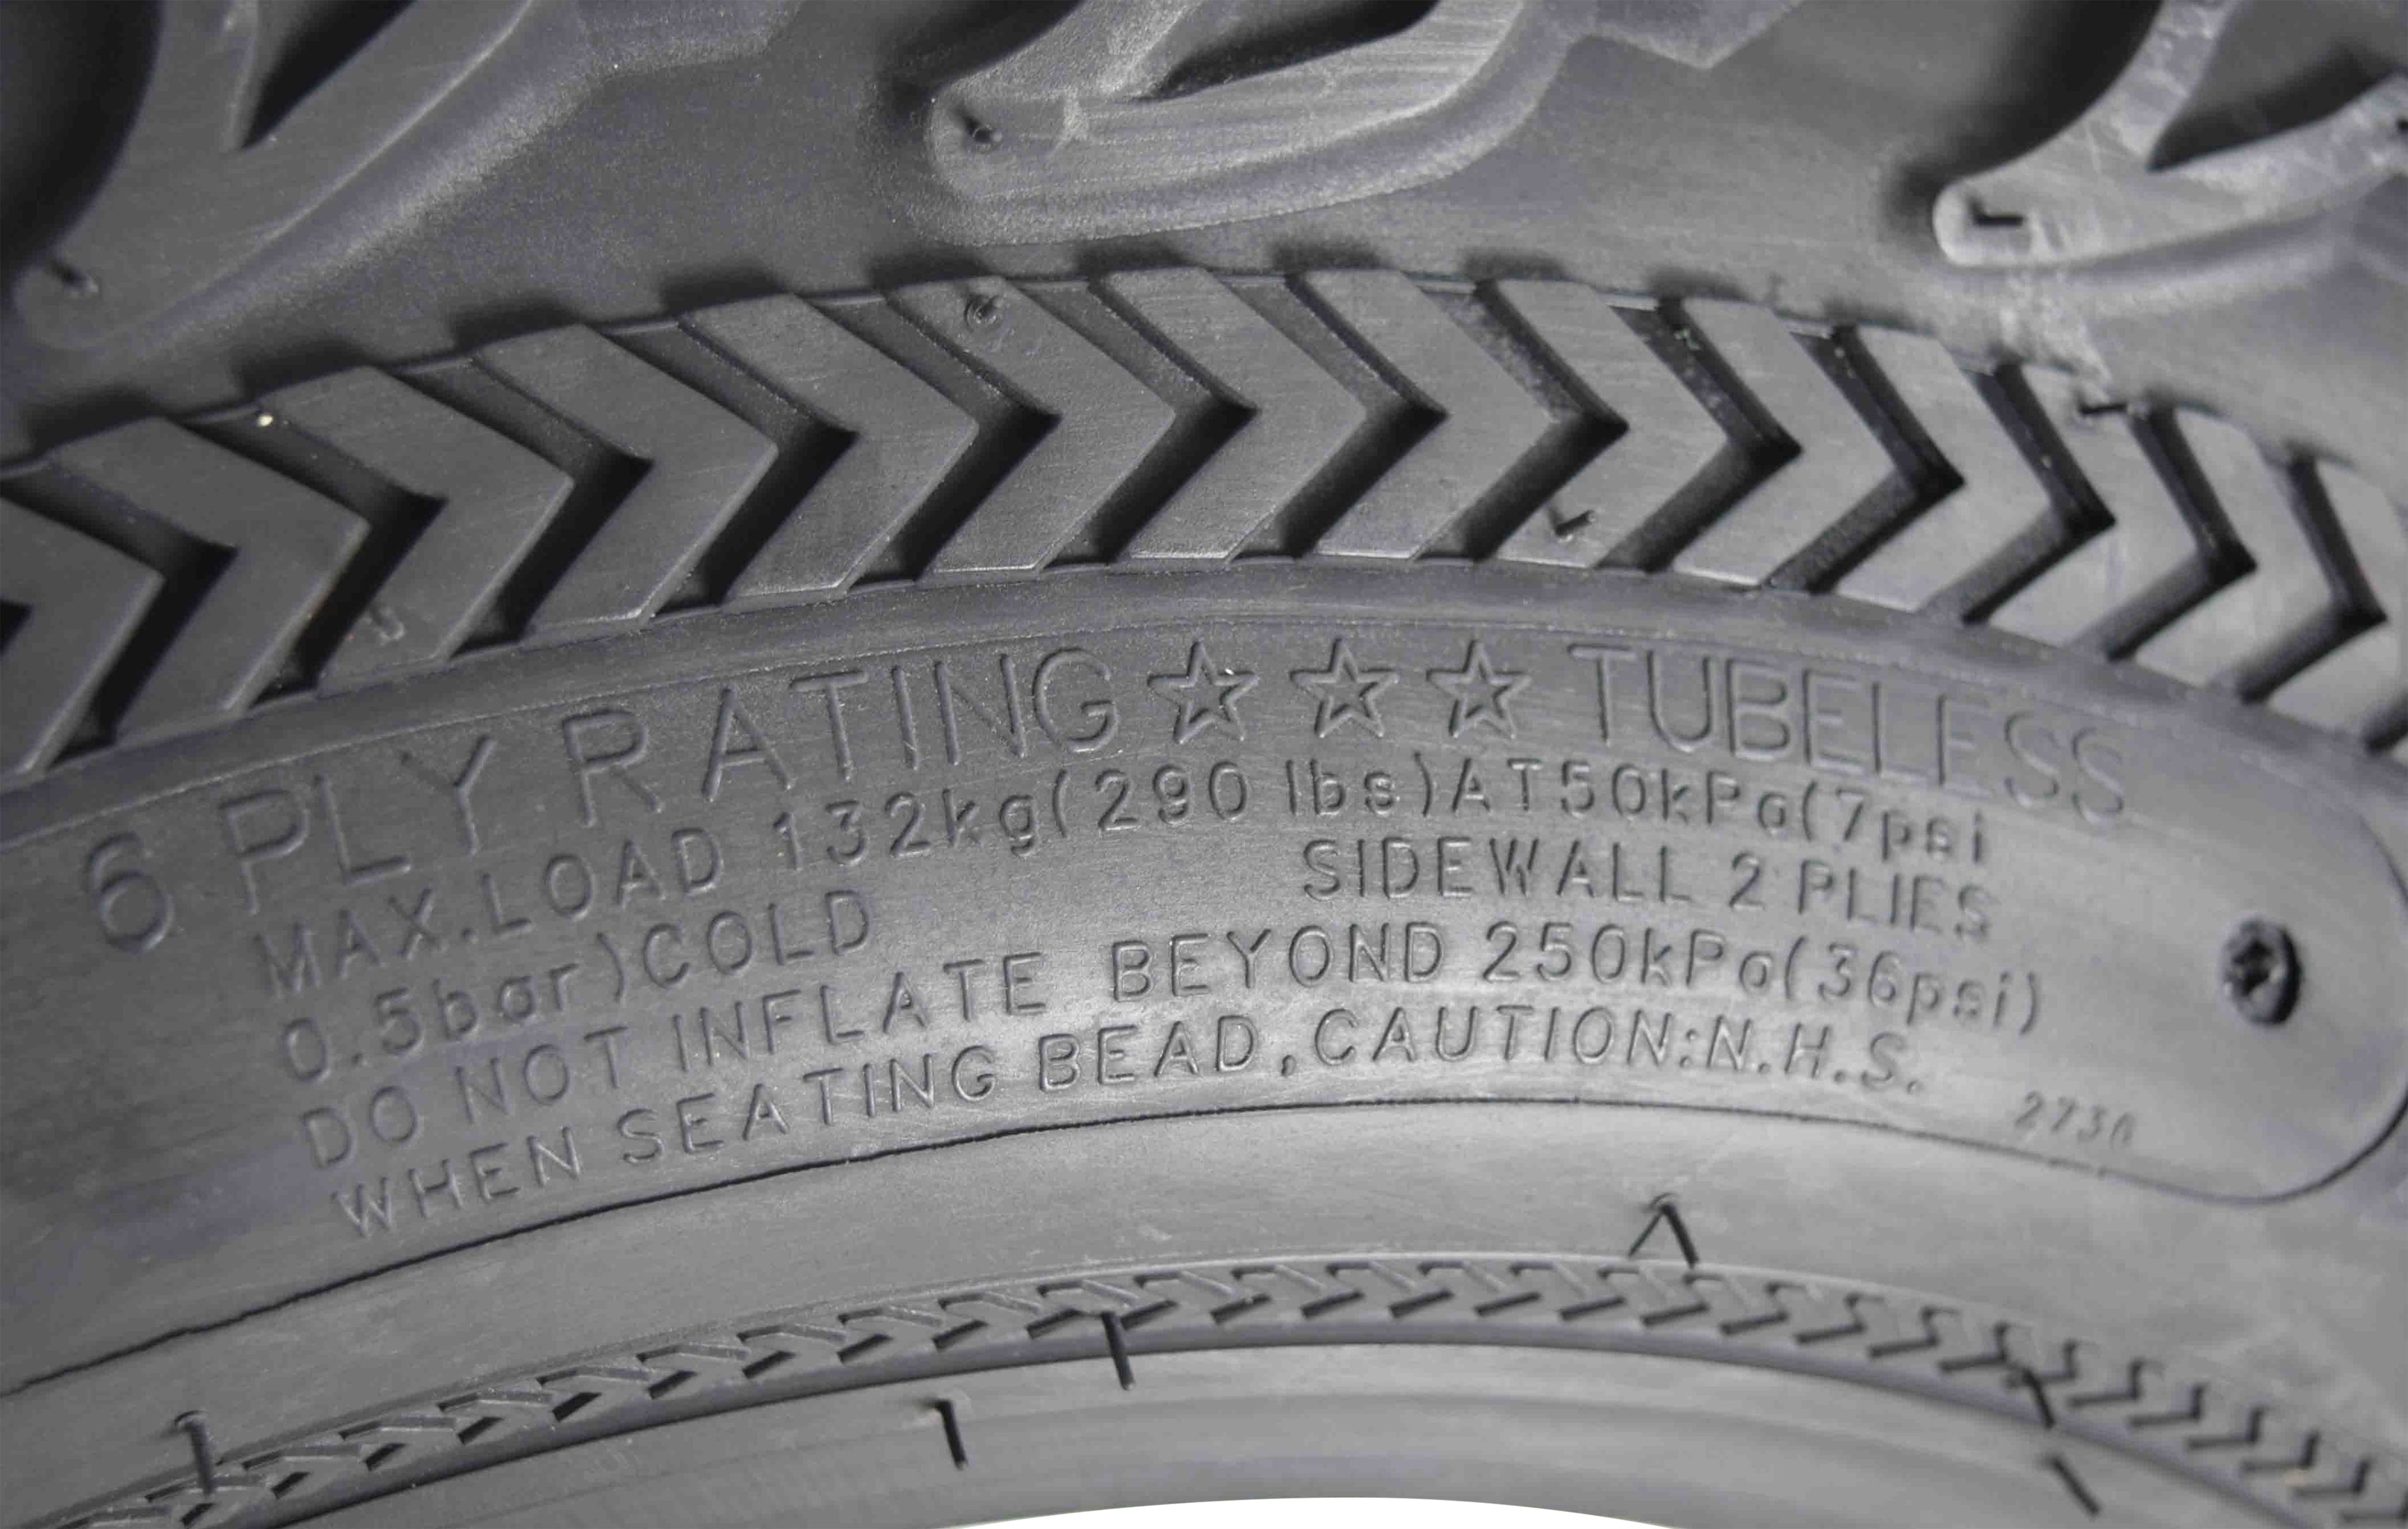 6 PLY RATING ☆ ☆ ☆ TUBELESS
MAX.LOAD 132kg(290 lbs)AT50kPa(7psi
0.5bar)COLD SIDEWALL 2 PLIES
DO NOT INFLATE BEYOND 250kPa(36psi)
WHEN SEATING BEAD,CAUTION:N.H.S.